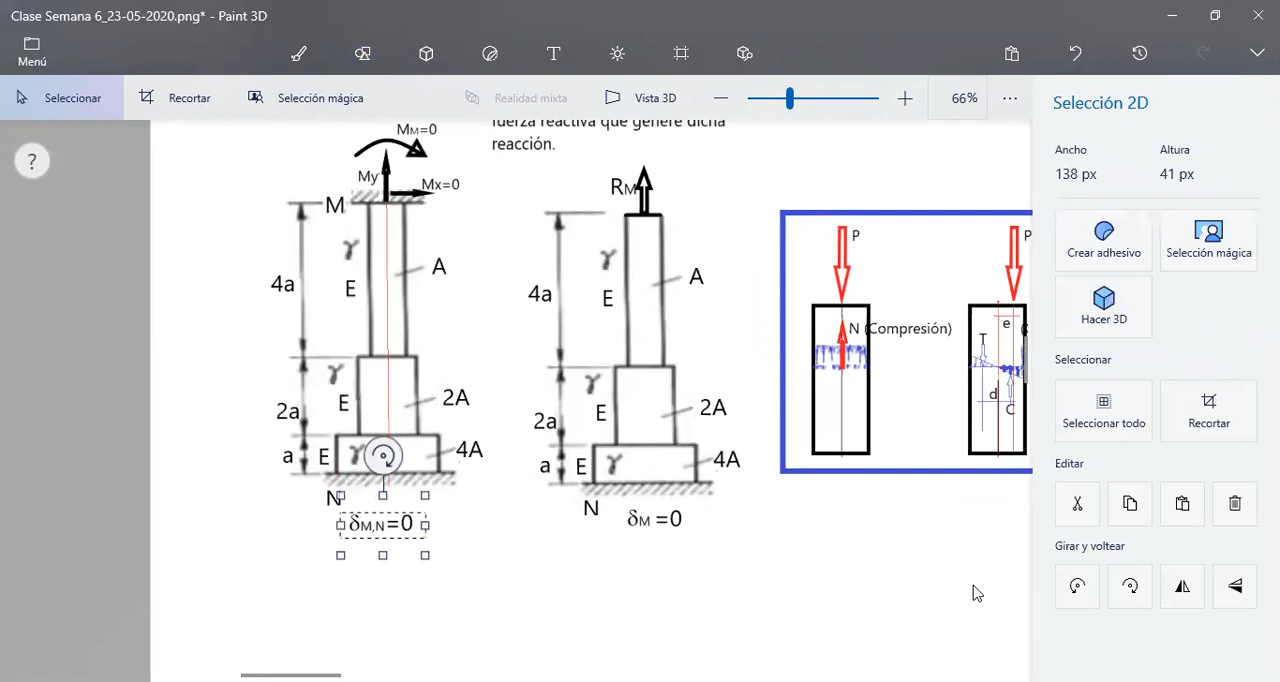 Clase Semana 6_23-05-2020.png* - Paint 3D
Menú
Seleccionar
Recortar
Selección mágica
Realidad mixta
Vista 3D
66%
Selección 2D
Ancho
Altura
138 px
41 px
Crear adhesivo
Selección mágica
Hacer 3D
Seleccionar
Seleccionar todo
Recortar
Editar
Girar y voltear
?
fuerza reactiva que genere dicha
reacción.
MM=0
My
Mx=0
M
γ
A
4a
E
γ
2a
E
2A
a
E
γ
4A
N
δM,N=0
RM
γ
A
4a
E
γ
2a
E
2A
a
E
γ
4A
N
δM =0
P
N (Compresión)
P
e
T
d
C